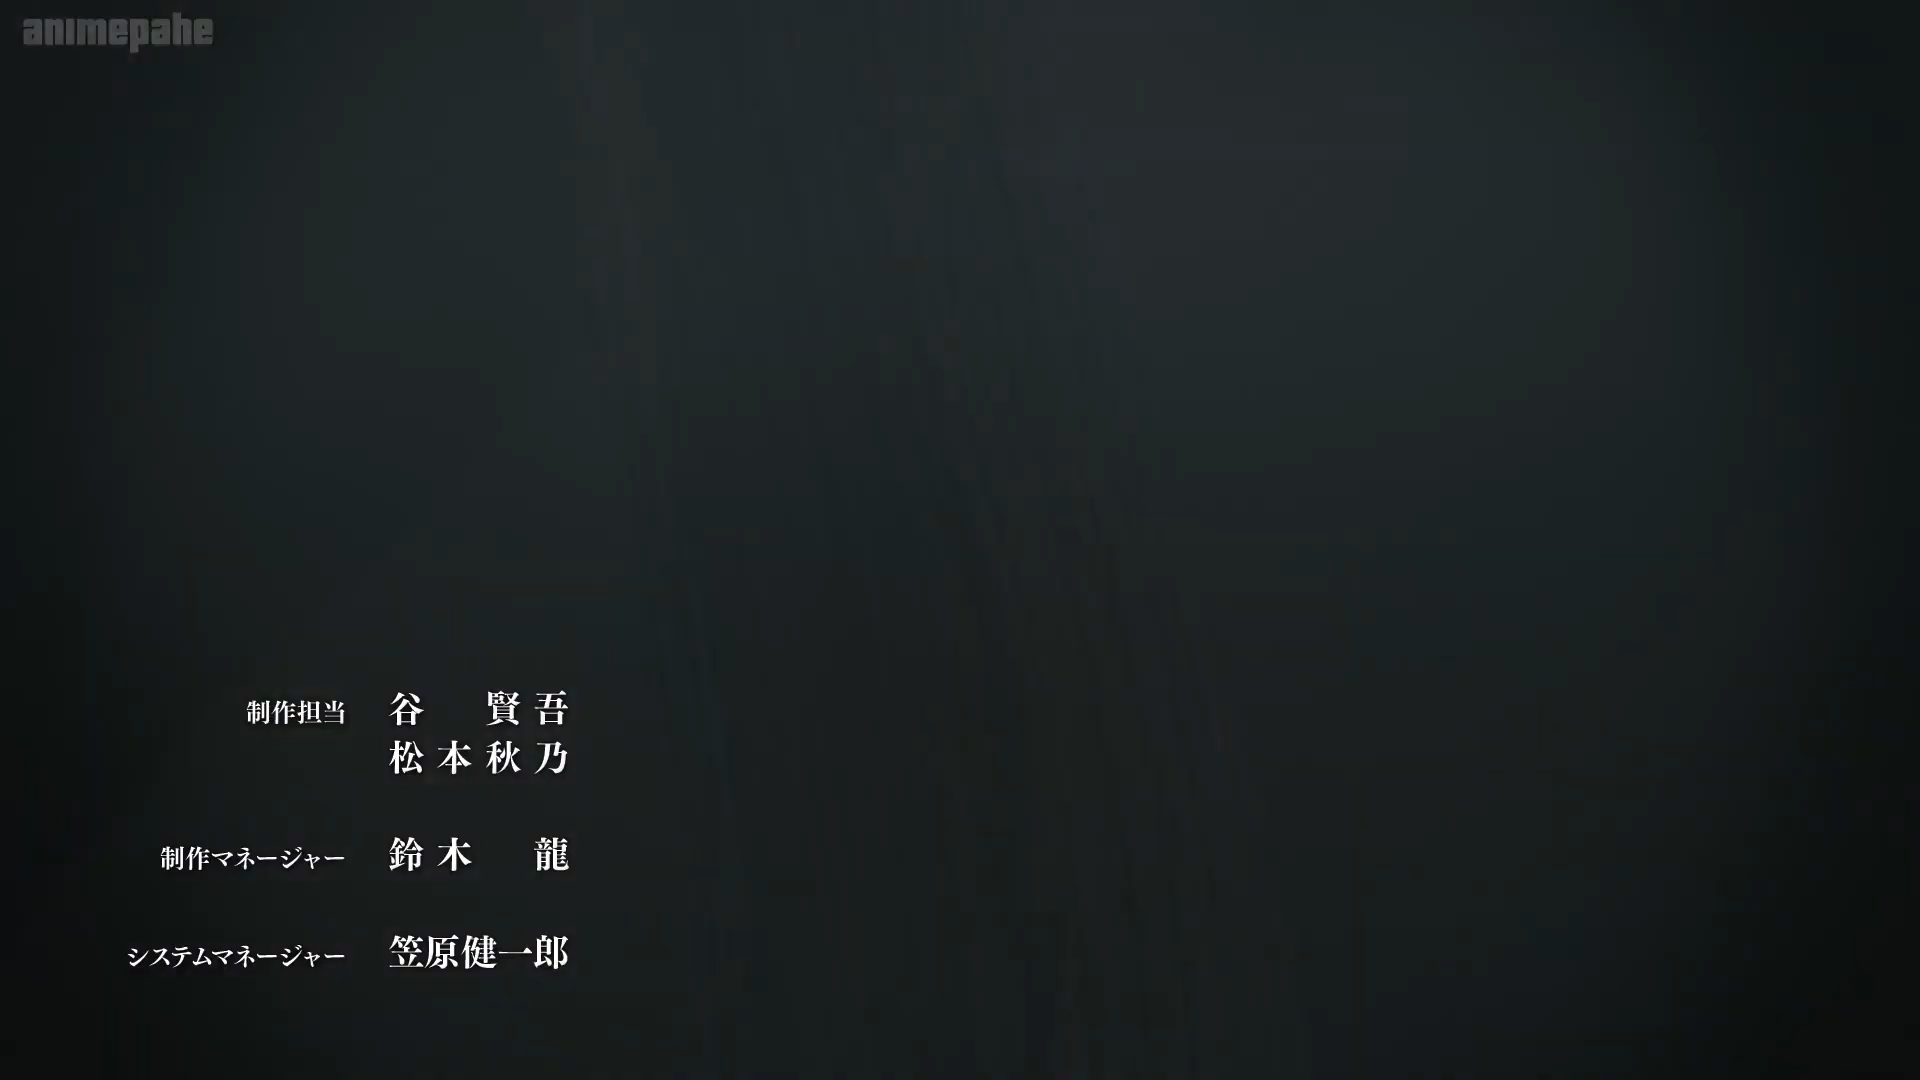 animepahe
制作担当 谷 賢吾
松本秋乃
制作マネージャー 鈴木 龍
システムマネージャー 笠原健一郎